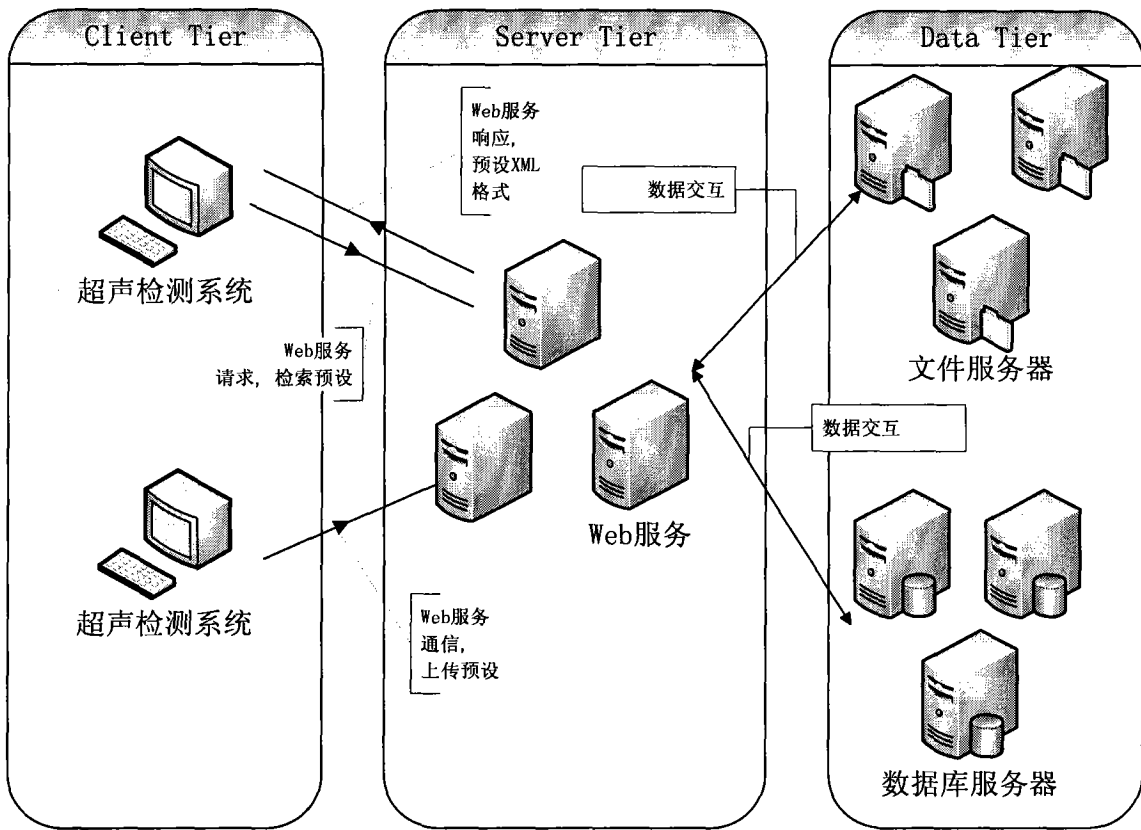 Client Tier
Server Tier
Data Tier
Web服务
响应,
预设XML
格式
数据交互
超声检测系统
Web服务
请求, 检索预设
文件服务器
数据交互
Web服务
超声检测系统
Web服务
通信,
上传预设
数据库服务器